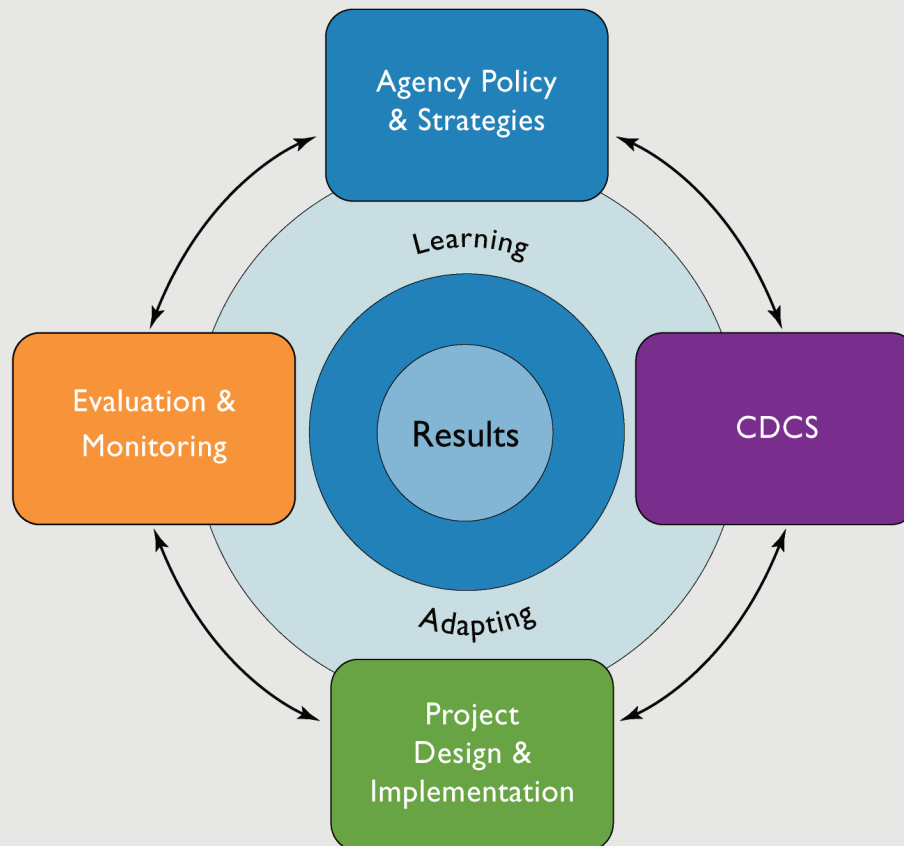 Agency Policy
& Strategies
Learning
Evaluation &
Monitoring
Results
CDCS
Adapting
Project
Design &
Implementation